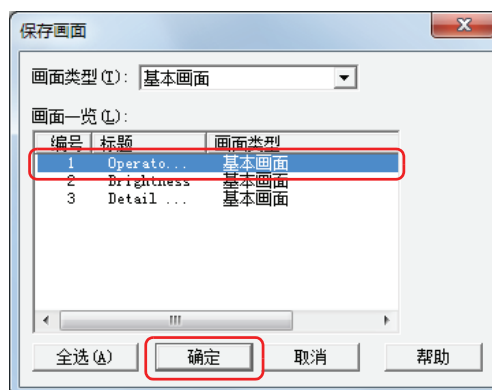 保存画面
画面类型(T): 基本画面
画面一览(L):
编号 标题 画面类型
1 Operato... 基本画面
2 Brightness 基本画面
3 Detail ... 基本画面
全选(A) 确定 取消 帮助